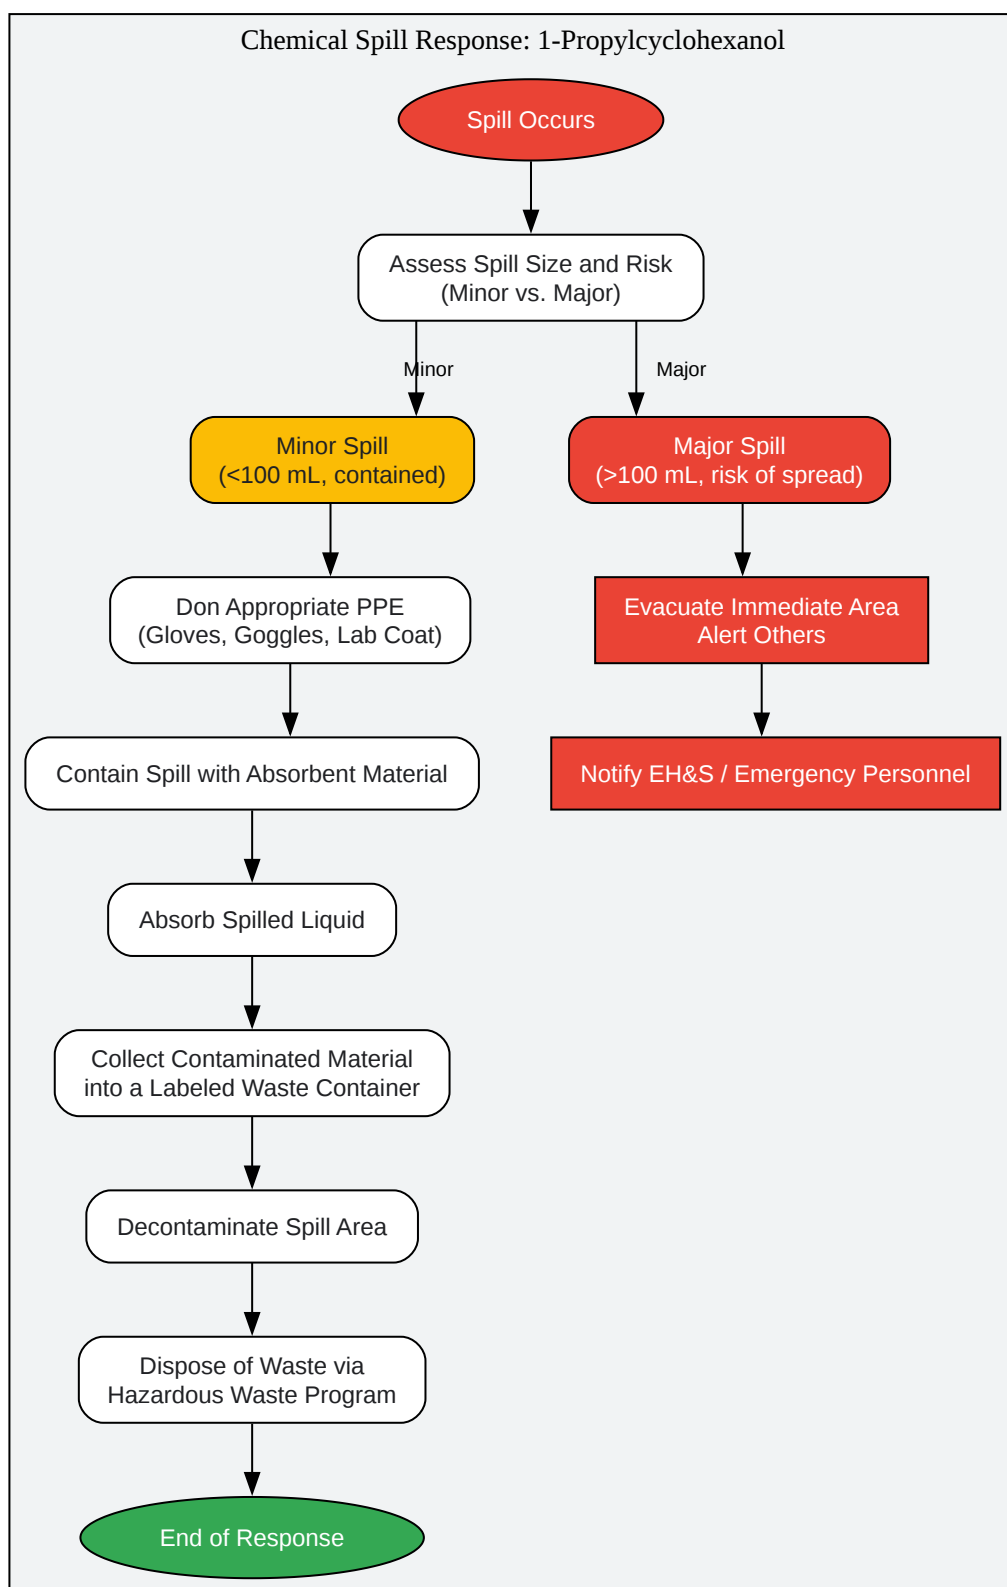 Chemical Spill Response: 1-Propylcyclohexanol
Spill Occurs
Assess Spill Size and Risk
(Minor vs. Major)
Minor
Major
Minor Spill
(<100 mL, contained)
Major Spill
(>100 mL, risk of spread)
Don Appropriate PPE
(Gloves, Goggles, Lab Coat)
Evacuate Immediate Area
Alert Others
Contain Spill with Absorbent Material
Notify EH&S / Emergency Personnel
Absorb Spilled Liquid
Collect Contaminated Material
into a Labeled Waste Container
Decontaminate Spill Area
Dispose of Waste via
Hazardous Waste Program
End of Response